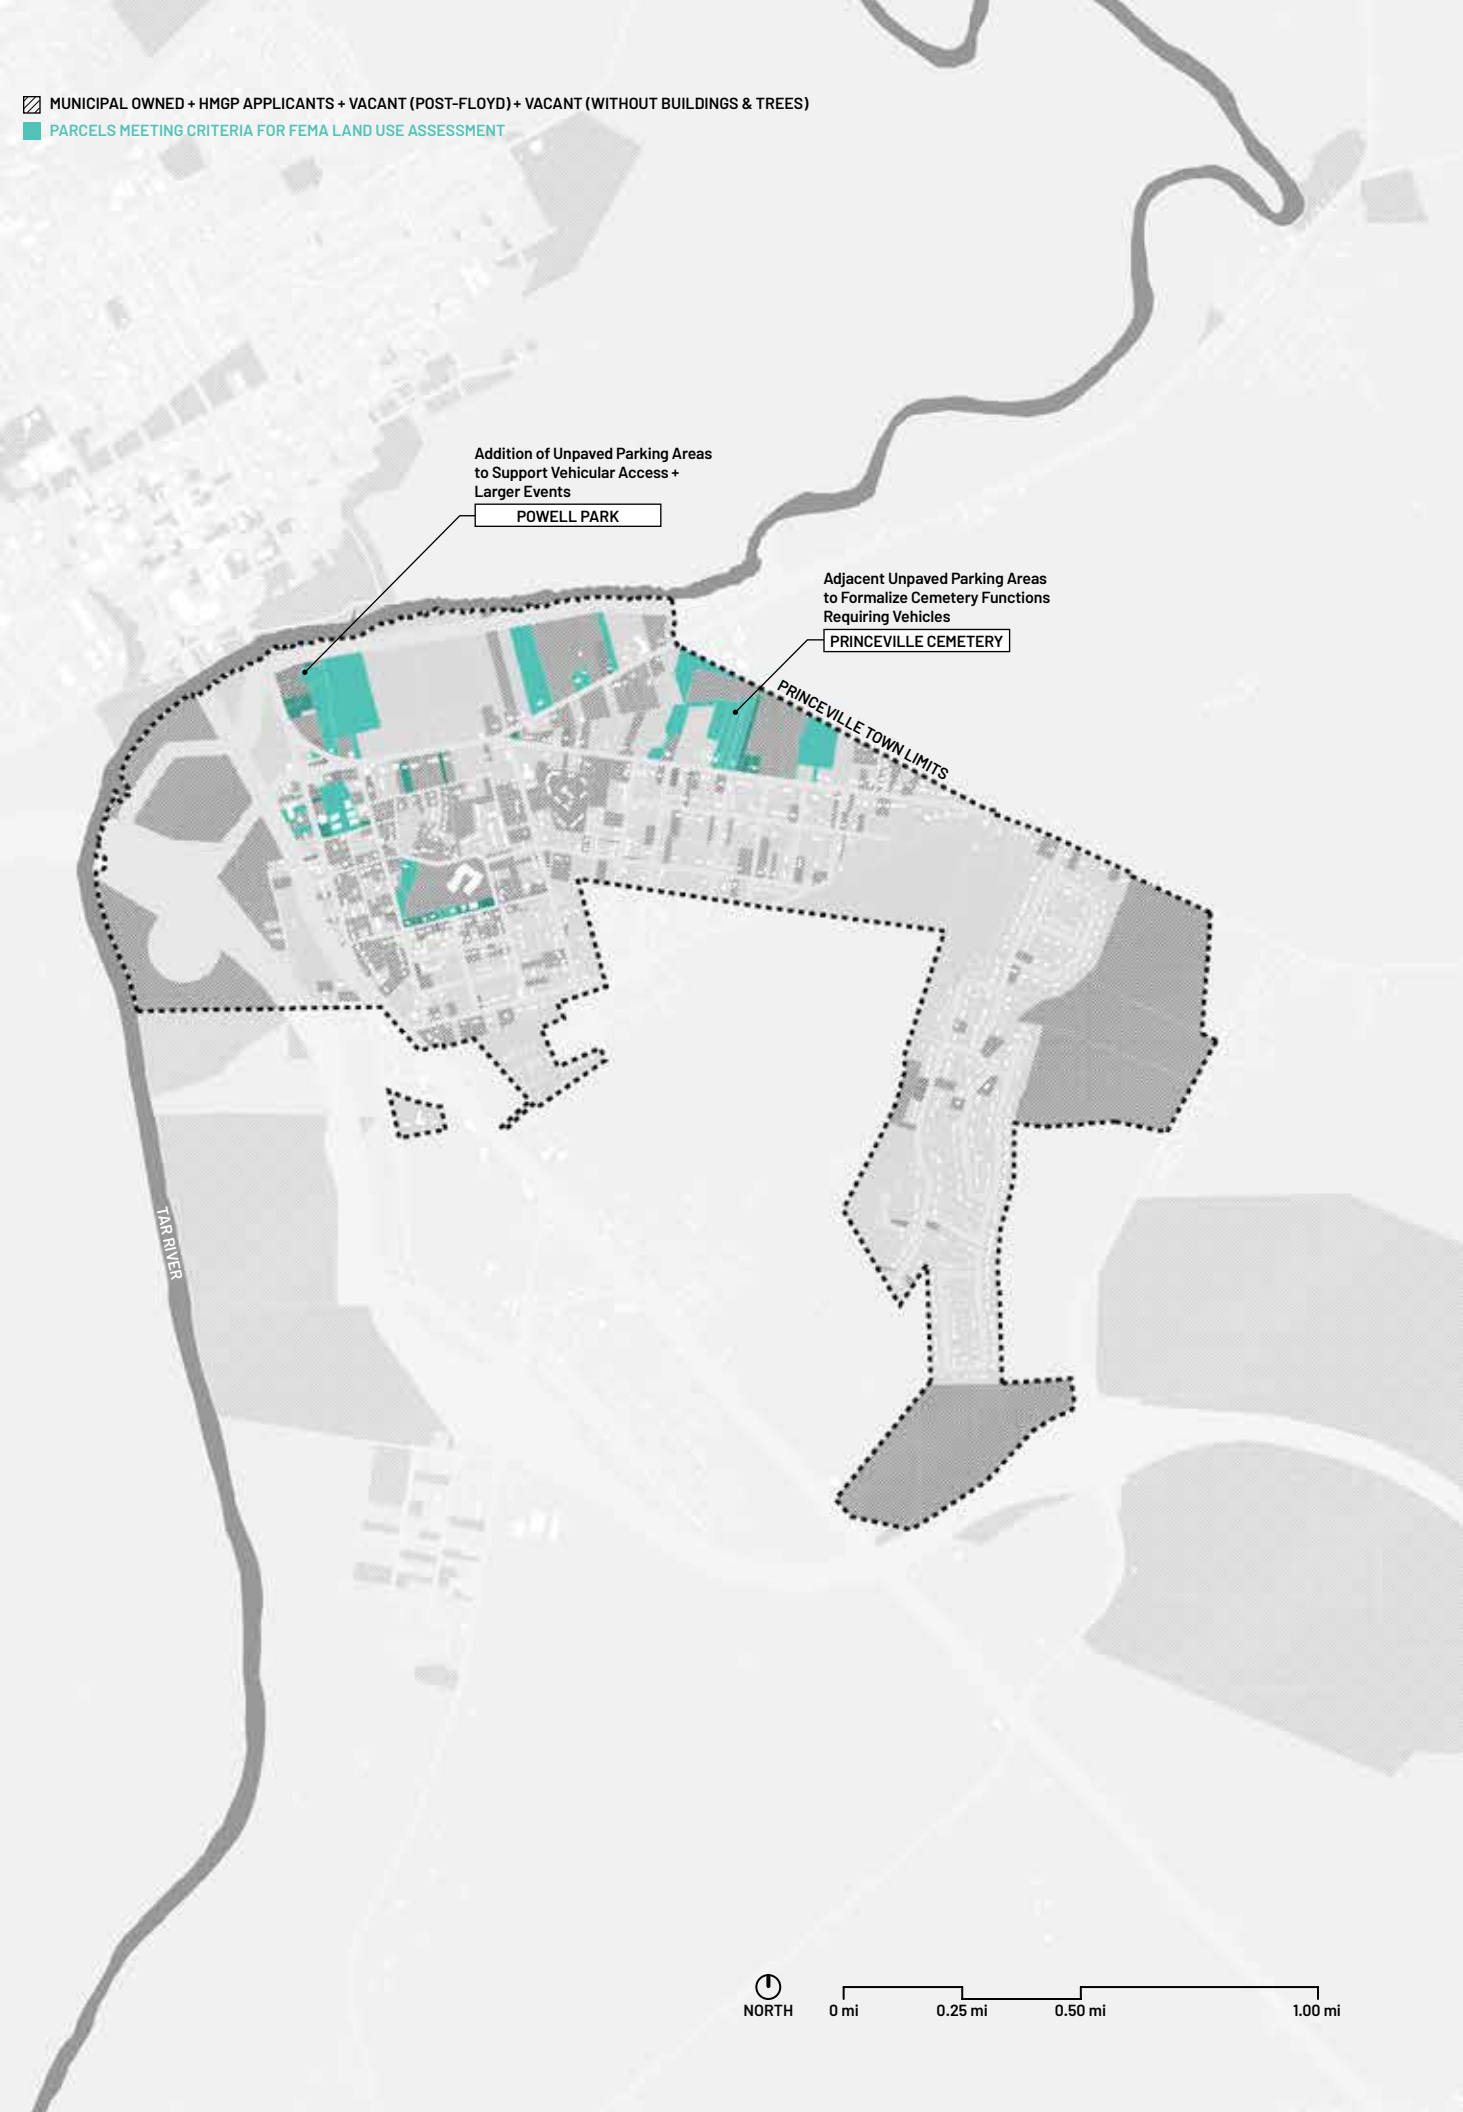 MUNICIPAL OWNED + HMGP APPLICANTS + VACANT (POST-FLOYD) + VACANT (WITHOUT BUILDINGS & TREES)
PARCELS MEETING CRITERIA FOR FEMA LAND USE ASSESSMENT
Addition of Unpaved Parking Areas
to Support Vehicular Access +
Larger Events
POWELL PARK
Adjacent Unpaved Parking Areas
to Formalize Cemetery Functions
Requiring Vehicles
PRINCEVILLE CEMETERY
PRINCEVILLE TOWN LIMITS
TAR RIVER
NORTH
0 mi
0.25 mi
0.50 mi
1.00 mi